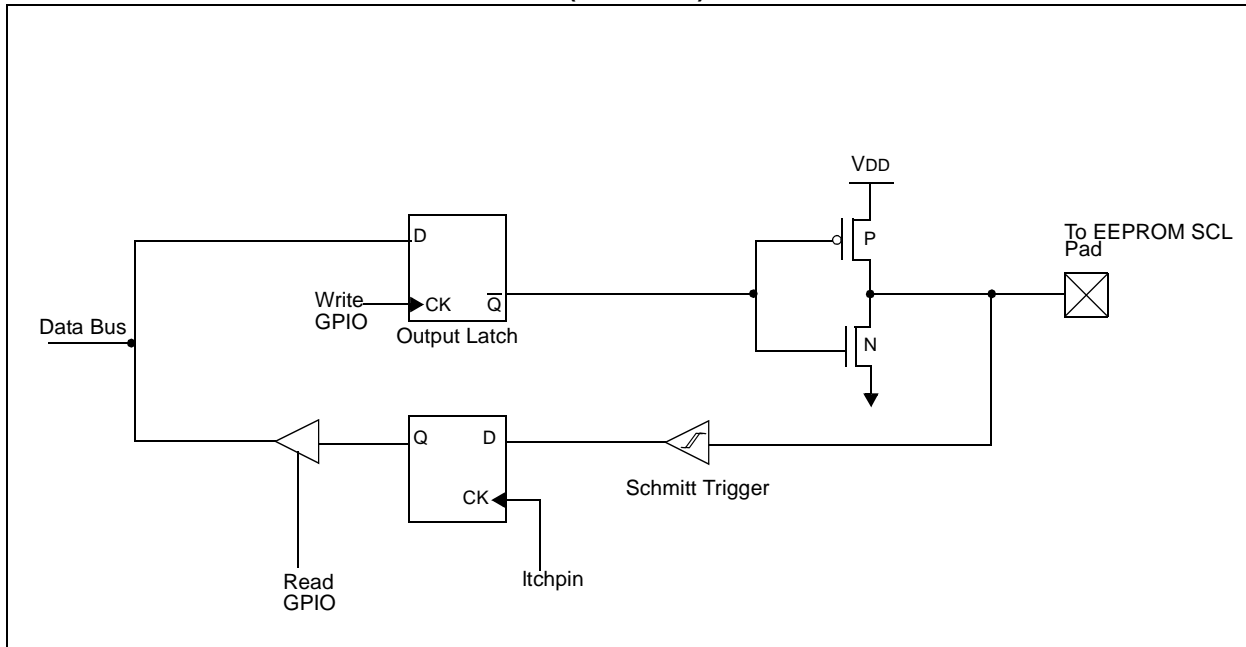 VDD
P
To EEPROM SCL
Pad
D
Write
GPIO
CK
Q
Output Latch
Data Bus
N
Q
D
Schmitt Trigger
CK
Read
GPIO
ltchpin